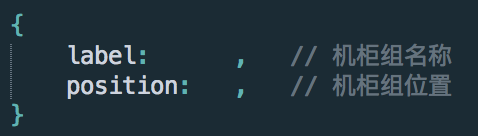 {
label: , // 机柜组名称
position: , // 机柜组位置
}